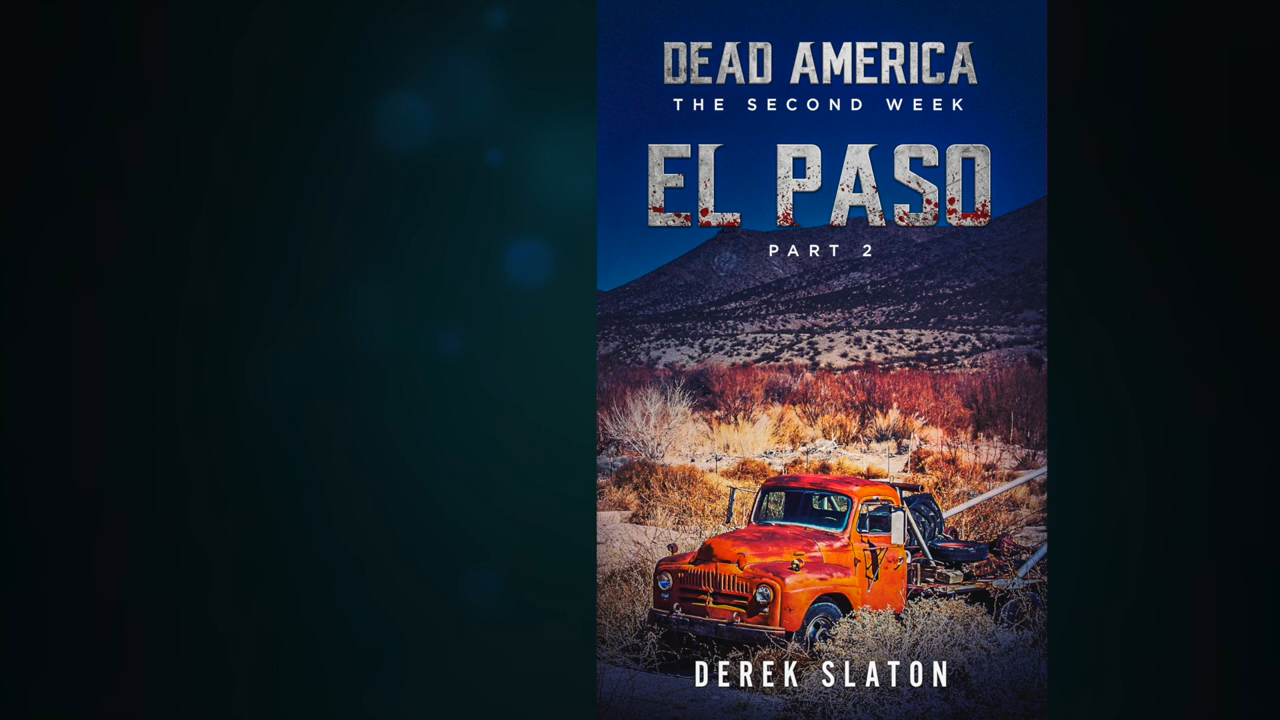 DEAD AMERICA
THE SECOND WEEK
EL PASO
PART 2
DEREK SLATON